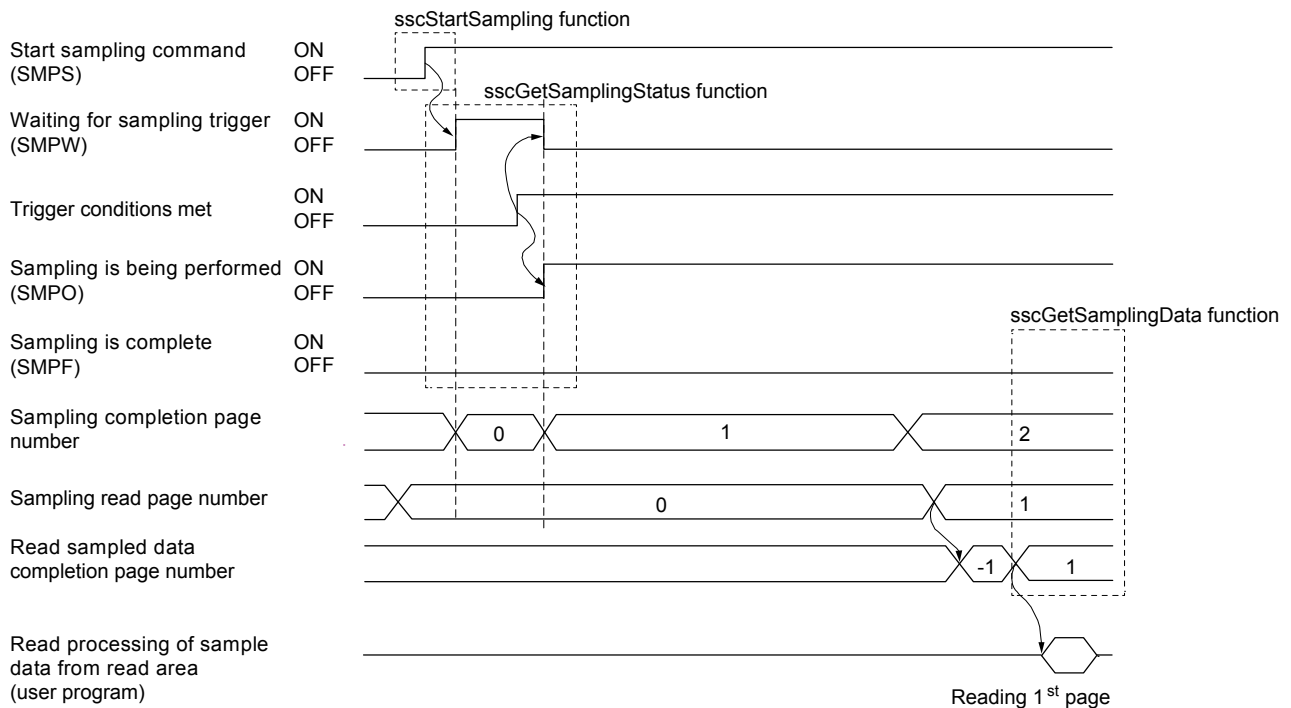 sscStartSampling function
Start sampling command
(SMPS)
ON
OFF
sscGetSamplingStatus function
Waiting for sampling trigger
(SMPW)
ON
OFF
Trigger conditions met
ON
OFF
Sampling is being performed
(SMPO)
ON
OFF
sscGetSamplingData function
Sampling is complete
(SMPF)
ON
OFF
Sampling completion page
number
0
1
2
Sampling read page number
0
1
Read sampled data
completion page number
-1
1
Read processing of sample
data from read area
(user program)
Reading 1st page